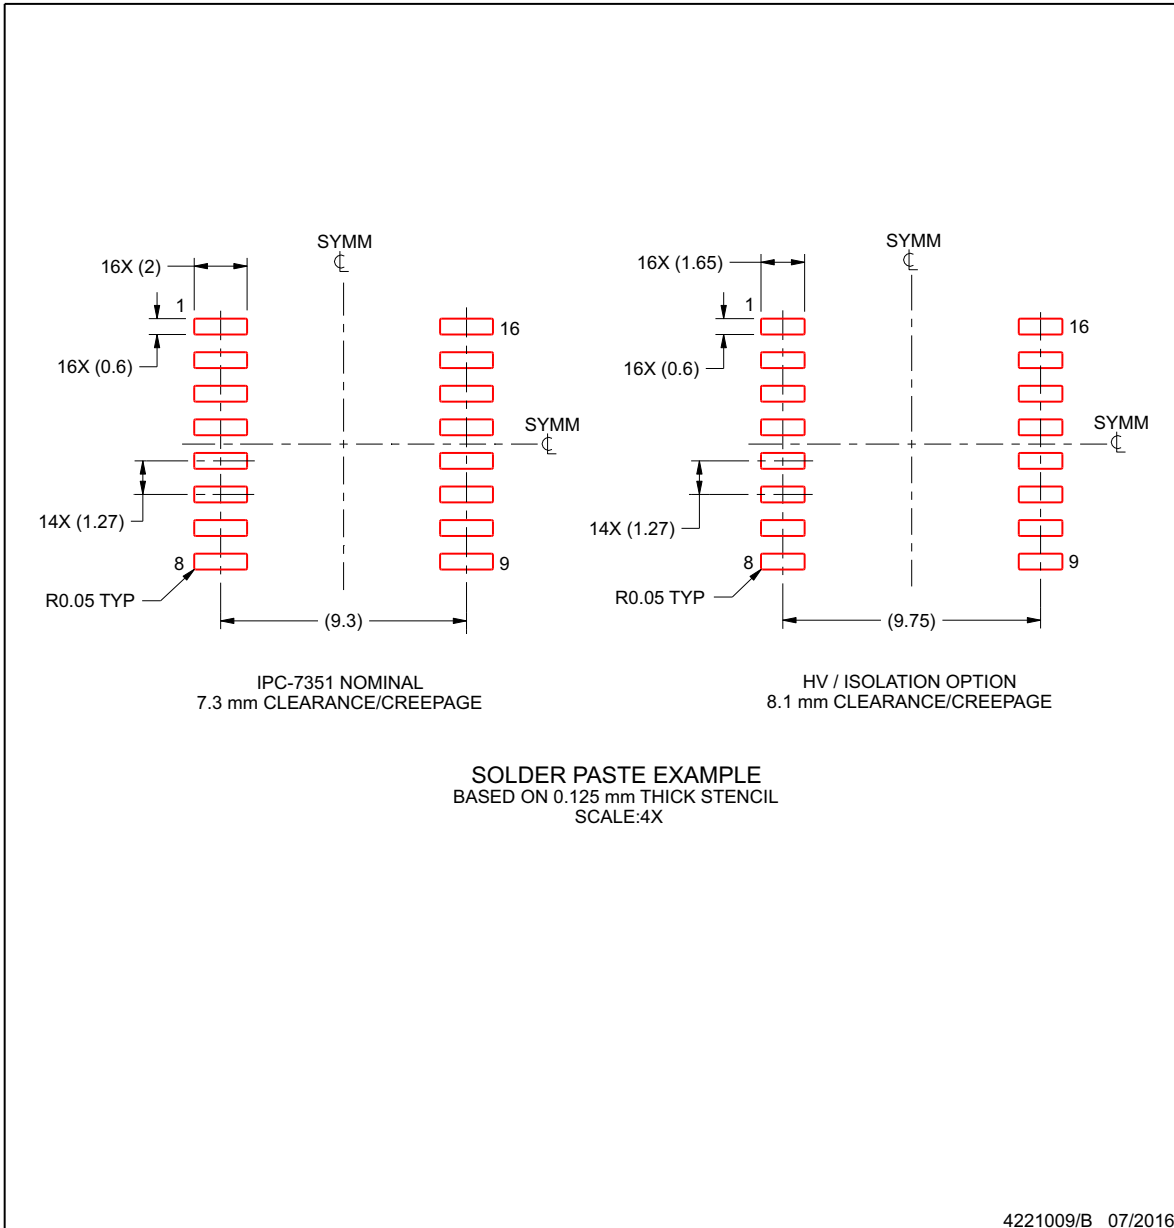 SYMM
℄
16X (2)
1
16
16X (0.6)
SYMM
℄
14X (1.27)
8
9
R0.05 TYP
(9.3)
IPC-7351 NOMINAL
7.3 mm CLEARANCE/CREEPAGE
SYMM
℄
16X (1.65)
1
16
16X (0.6)
SYMM
℄
14X (1.27)
8
9
R0.05 TYP
(9.75)
HV / ISOLATION OPTION
8.1 mm CLEARANCE/CREEPAGE
SOLDER PASTE EXAMPLE
BASED ON 0.125 mm THICK STENCIL
SCALE:4X
4221009/B 07/2016